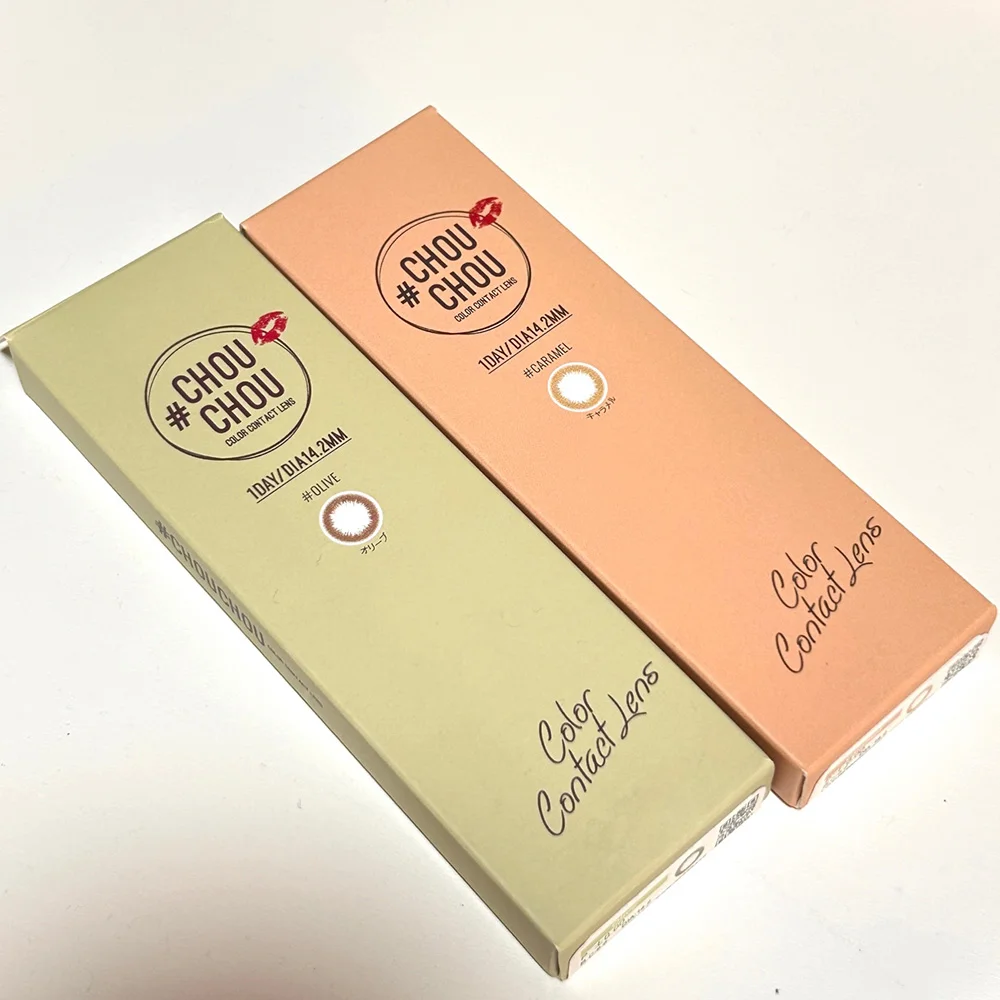 #CHOU
CHOU
COLOR CONTACT LENS
1DAY/DIA14.2MM
#OLIVE
オリーブ
Color
Contact Lens
#CHOUCHOU
#CHOU
CHOU
COLOR CONTACT LENS
1DAY/DIA14.2MM
#CARAMEL
キャラメル
Color
Contact Lens